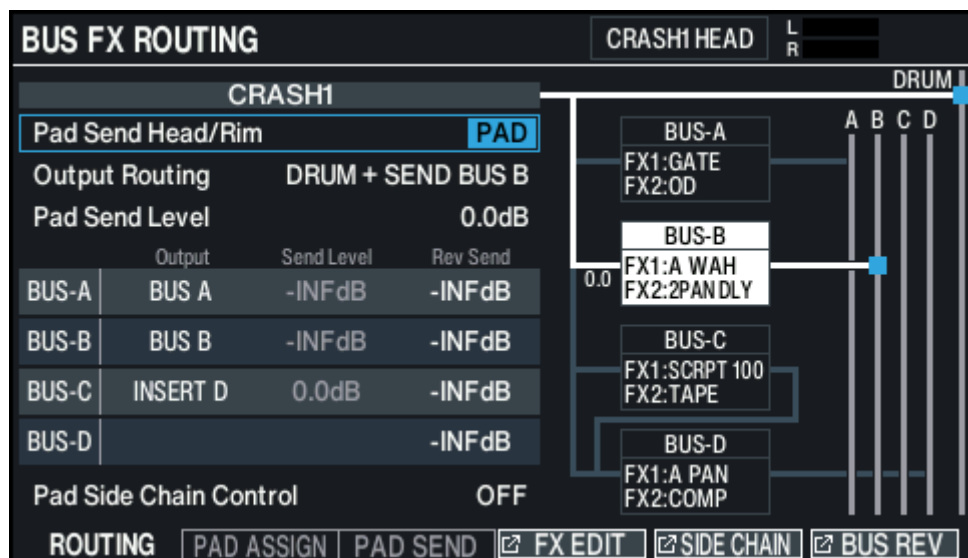 BUS FX ROUTING
CRASH1 HEAD
L
R
CRASH1
Pad Send Head/Rim PAD
Output Routing DRUM + SEND BUS B
Pad Send Level 0.0dB
Output Send Level Rev Send
BUS-A BUS A -INFdB -INFdB
BUS-B BUS B -INFdB -INFdB
BUS-C INSERT D 0.0dB -INFdB
BUS-D -INFdB
Pad Side Chain Control OFF
DRUM
A B C D
BUS-A
FX1:GATE
FX2:OD
BUS-B
0.0
FX1:A WAH
FX2:2PAN DLY
BUS-C
FX1:SCRPT 100
FX2:TAPE
BUS-D
FX1:A PAN
FX2:COMP
ROUTING PAD ASSIGN PAD SEND FX EDIT SIDE CHAIN BUS REV